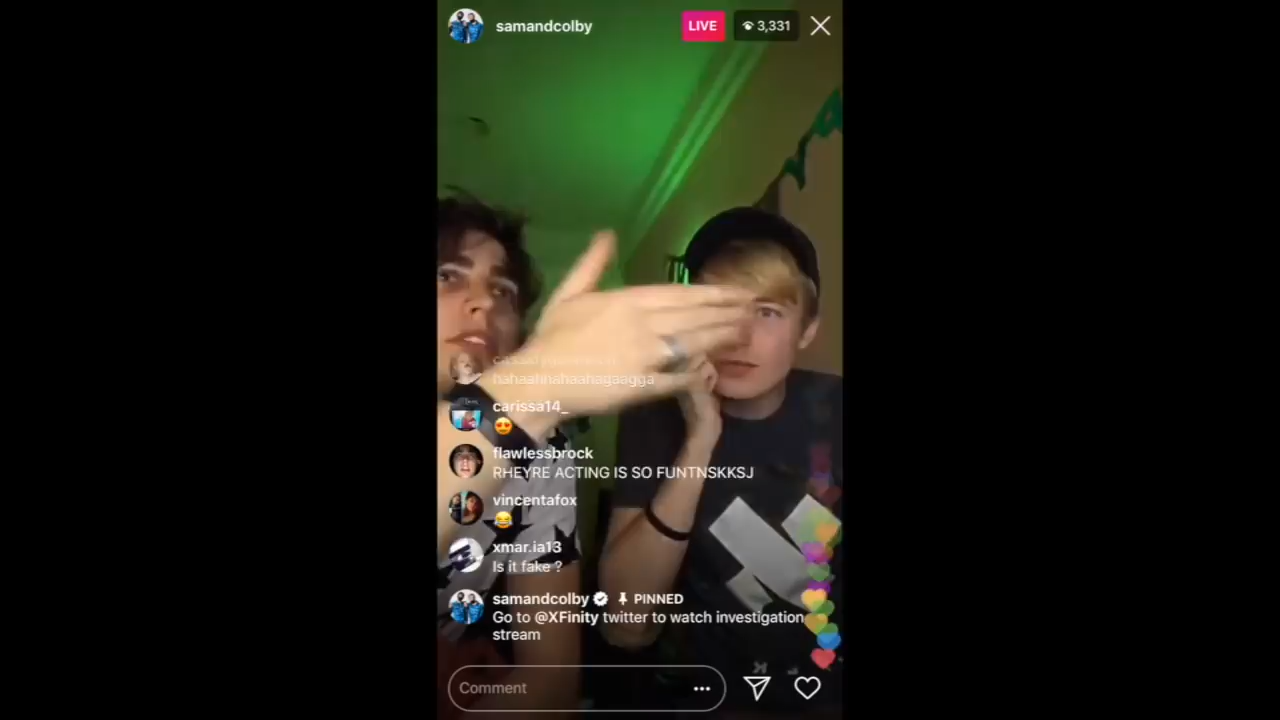 samandcolby
LIVE
3,331
hahaahhahaahagaagga
carissa14_
😍
flawlessbrock
RHEYRE ACTING IS SO FUNTNSKKSJ
vincentafox
😂
xmar.ia13
Is it fake ?
samandcolby PINNED
Go to @XFinity twitter to watch investigation
stream
Comment